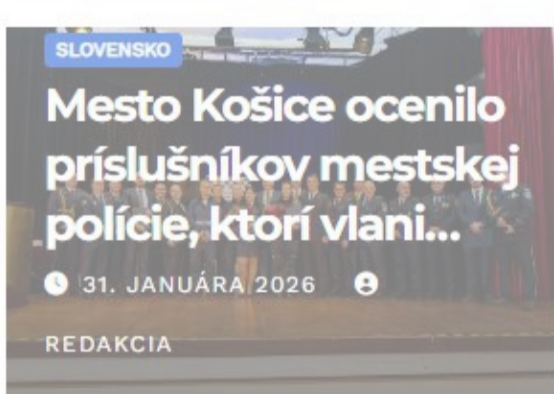 SLOVENSKO
Mesto Košice ocenilo
príslušníkov mestskej
polície, ktorí vlani...
31. JANUÁRA 2026
REDAKCIA